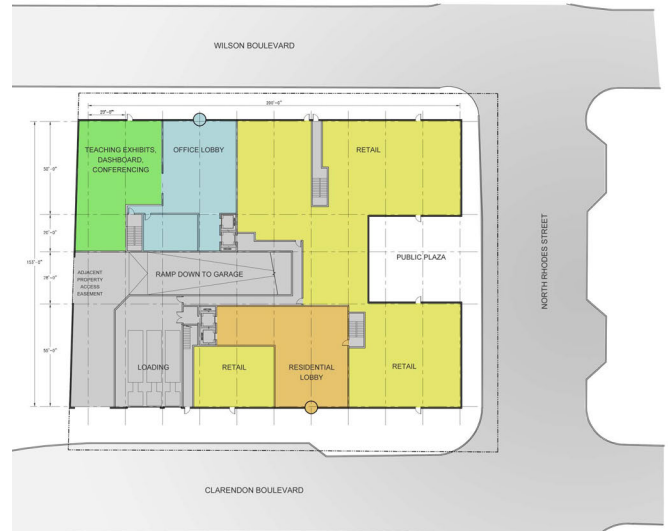 WILSON BOULEVARD
TEACHING EXHIBITS,
DASHBOARD,
CONFERENCING
OFFICE LOBBY
RETAIL
PUBLIC PLAZA
NORTH RHODES STREET
ADJACENT
PROPERTY
ACCESS
EASEMENT
RAMP DOWN TO GARAGE
LOADING
RETAIL
RESIDENTIAL
LOBBY
RETAIL
CLARENDON BOULEVARD